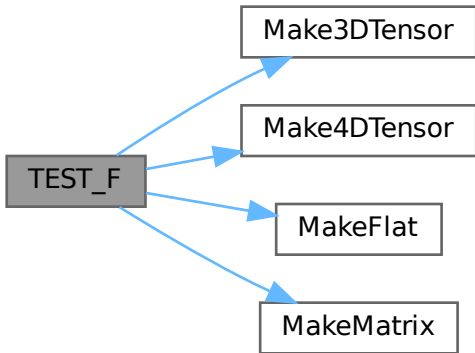 Make3DTensor
Make4DTensor
TEST_F
MakeFlat
MakeMatrix